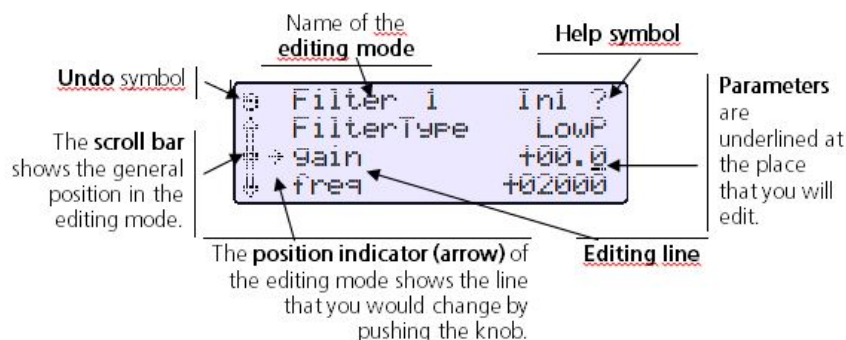 Name of the
editing mode
Help symbol
Undo symbol
Filter 1 In1 ?
FilterType LowP
gain +00.0
freq +02000
The scroll bar
shows the general
position in the
editing mode.
Parameters
are
underlined at
the place
that you will
edit.
The position indicator (arrow) of
the editing mode shows the line
that you would change by
pushing the knob.
Editing line